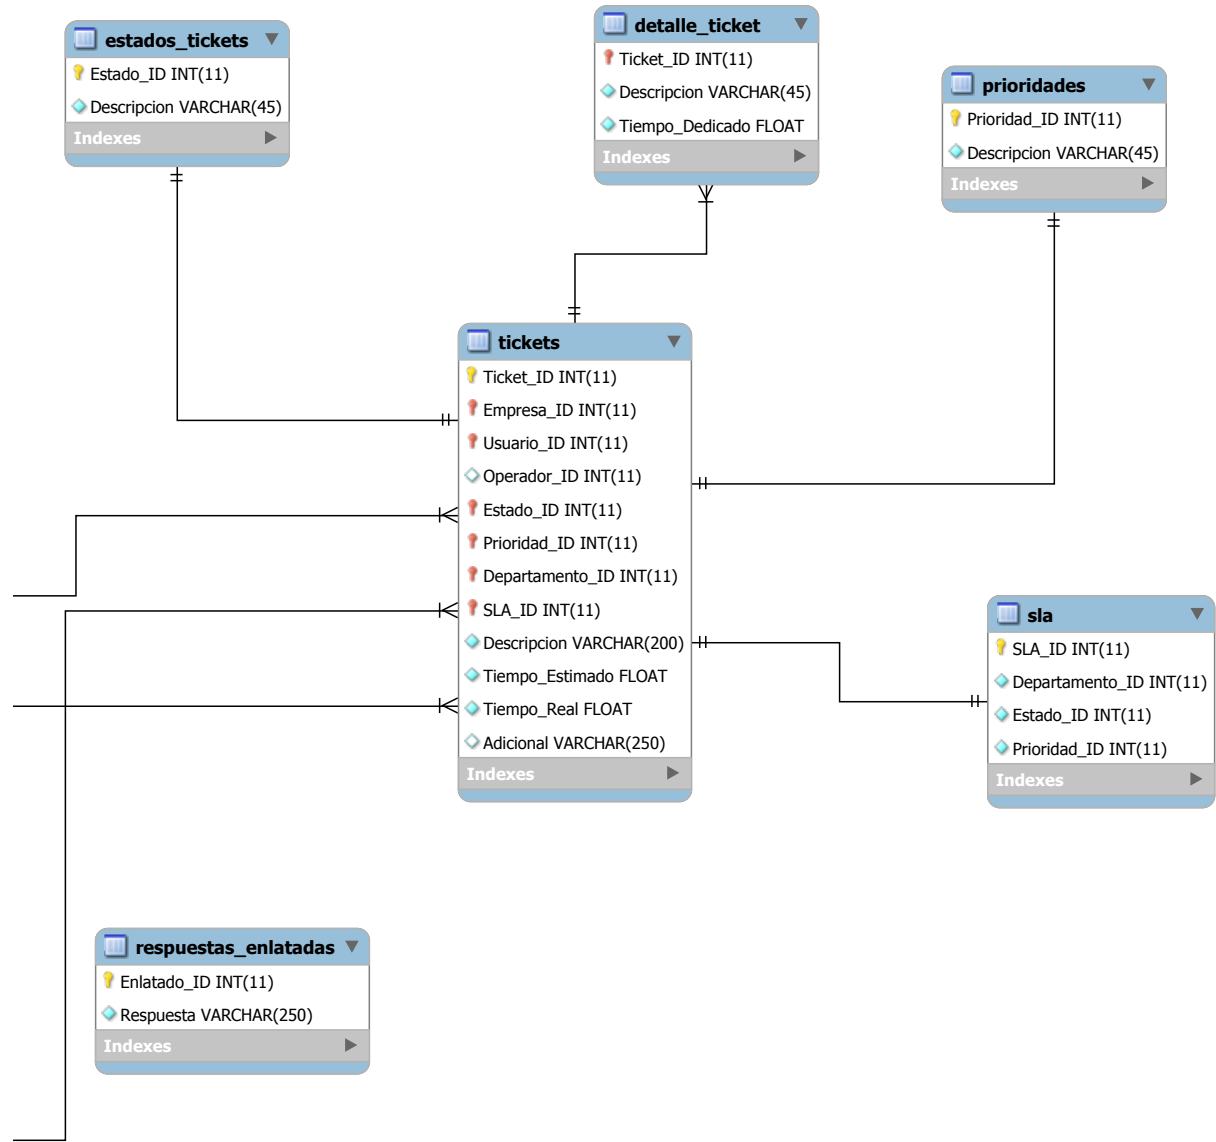 estados_tickets
Estado_ID INT(11)
Descripcion VARCHAR(45)
Indexes
detalle_ticket
Ticket_ID INT(11)
Descripcion VARCHAR(45)
Tiempo_Dedicado FLOAT
Indexes
prioridades
Prioridad_ID INT(11)
Descripcion VARCHAR(45)
Indexes
tickets
Ticket_ID INT(11)
Empresa_ID INT(11)
Usuario_ID INT(11)
Operador_ID INT(11)
Estado_ID INT(11)
Prioridad_ID INT(11)
Departamento_ID INT(11)
SLA_ID INT(11)
Descripcion VARCHAR(200)
Tiempo_Estimado FLOAT
Tiempo_Real FLOAT
Adicional VARCHAR(250)
Indexes
sla
SLA_ID INT(11)
Departamento_ID INT(11)
Estado_ID INT(11)
Prioridad_ID INT(11)
Indexes
respuestas_enlatadas
Enlatado_ID INT(11)
Respuesta VARCHAR(250)
Indexes